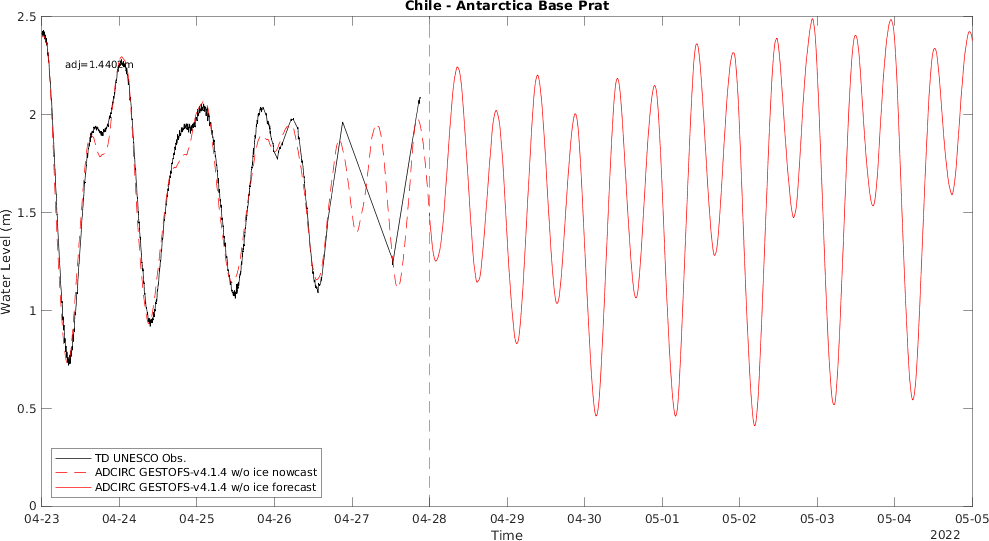 Chile - Antarctica Base Prat
2.5
adj=1.4402m
2
1.5
Water Level (m)
1
0.5
TD UNESCO Obs.
ADCIRC GESTOFS-v4.1.4 w/o ice nowcast
ADCIRC GESTOFS-v4.1.4 w/o ice forecast
0
04-23 04-24 04-25 04-26 04-27 04-28 04-29 04-30 05-01 05-02 05-03 05-04 05-05
Time
2022